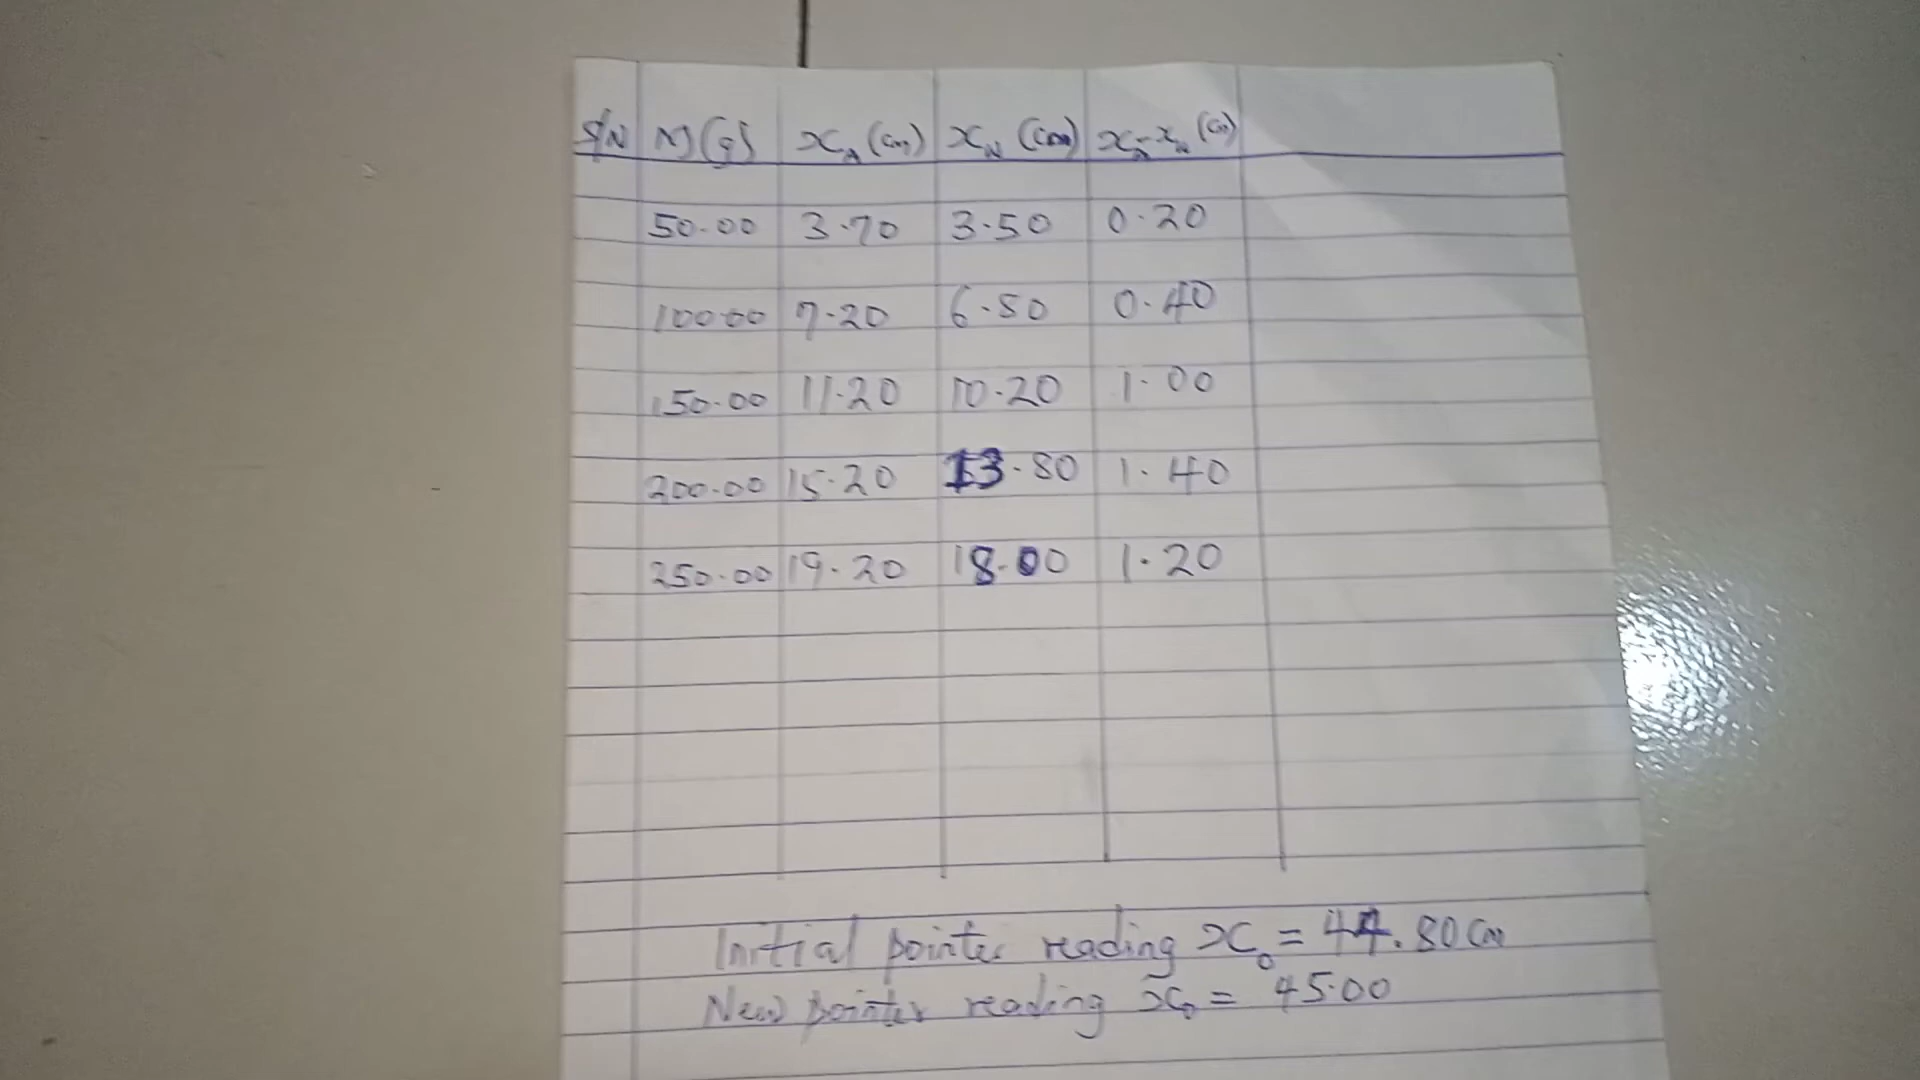 S/N M(g) xA (cm) xN (cm) xA-xN (cm)
50.00 3.70 3.50 0.20
100.00 7.20 6.80 0.40
150.00 11.20 10.20 1.00
200.00 15.20 13.80 1.40
250.00 19.20 18.00 1.20
Initial pointer reading x0 = 44.80 cm
New pointer reading x0 = 45.00